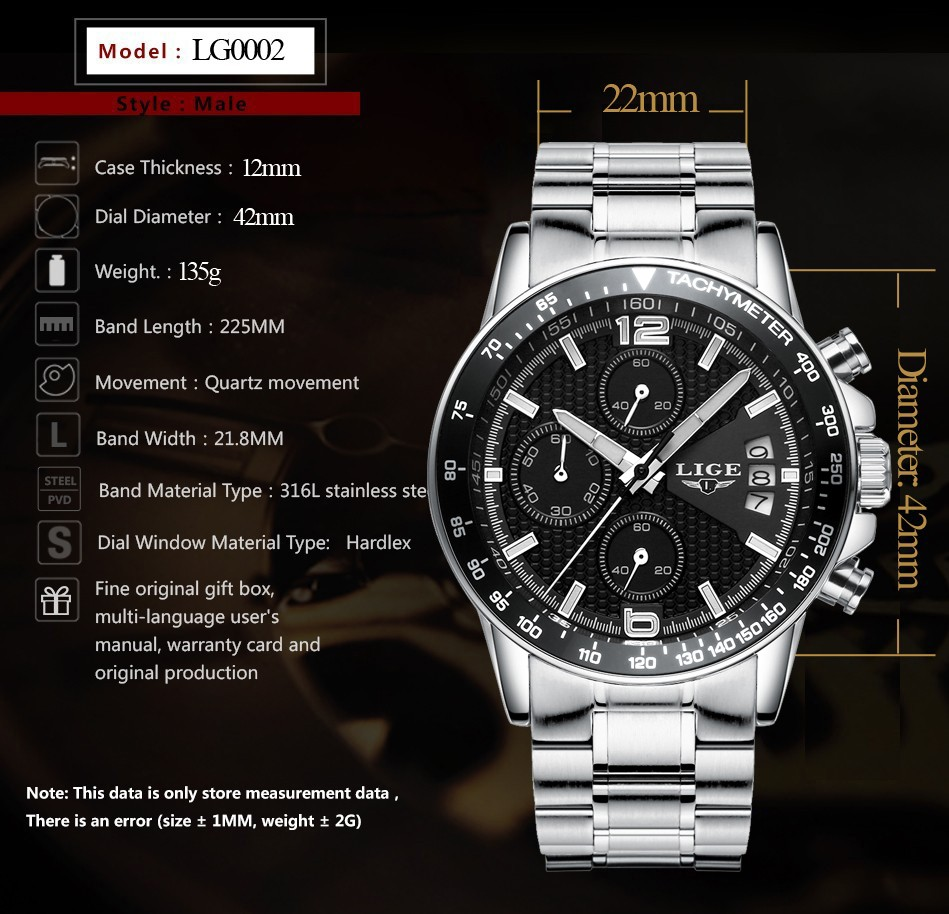 Model : LG0002
Style : Male
22mm
Case Thickness : 12mm
Dial Diameter : 42mm
Weight. : 135g
Band Length : 225MM
Movement : Quartz movement
L
Band Width : 21.8MM
STEEL
PVD
Band Material Type : 316L stainless ste
S
Dial Window Material Type: Hardlex
Fine original gift box,
multi-language user's
manual, warranty card and
original production
Note: This data is only store measurement data ,
There is an error (size ± 1MM, weight ± 2G)
Diameter: 42mm
TACHYMETER 400 300 250 200 180 160 150 140 130 120 110 100 95 90 85 80 75 70 65
60 05 10 20 25 35 40 45 50 55
12
60
40 20
60
50 10
40 20
30
LIGE
9
8
7
60
40 20
6